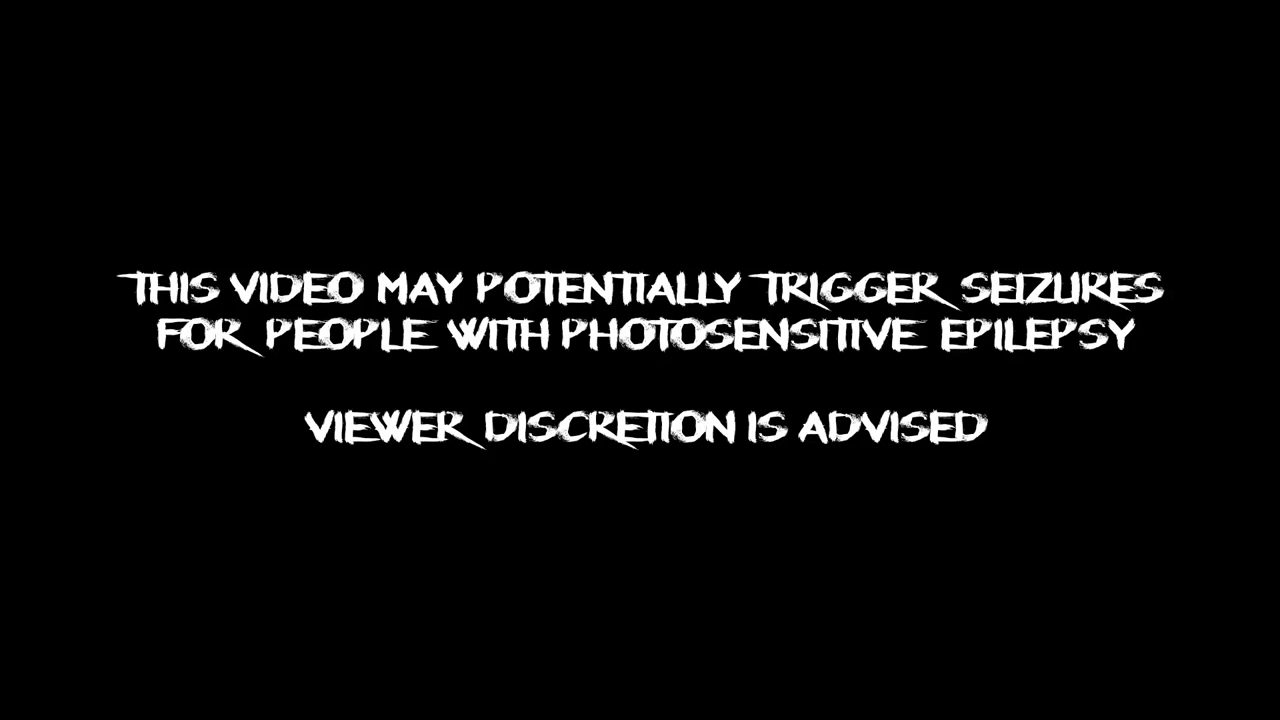 THIS VIDEO MAY POTENTIALLY TRIGGER SEIZURES
FOR PEOPLE WITH PHOTOSENSITIVE EPILEPSY
VIEWER DISCRETION IS ADVISED